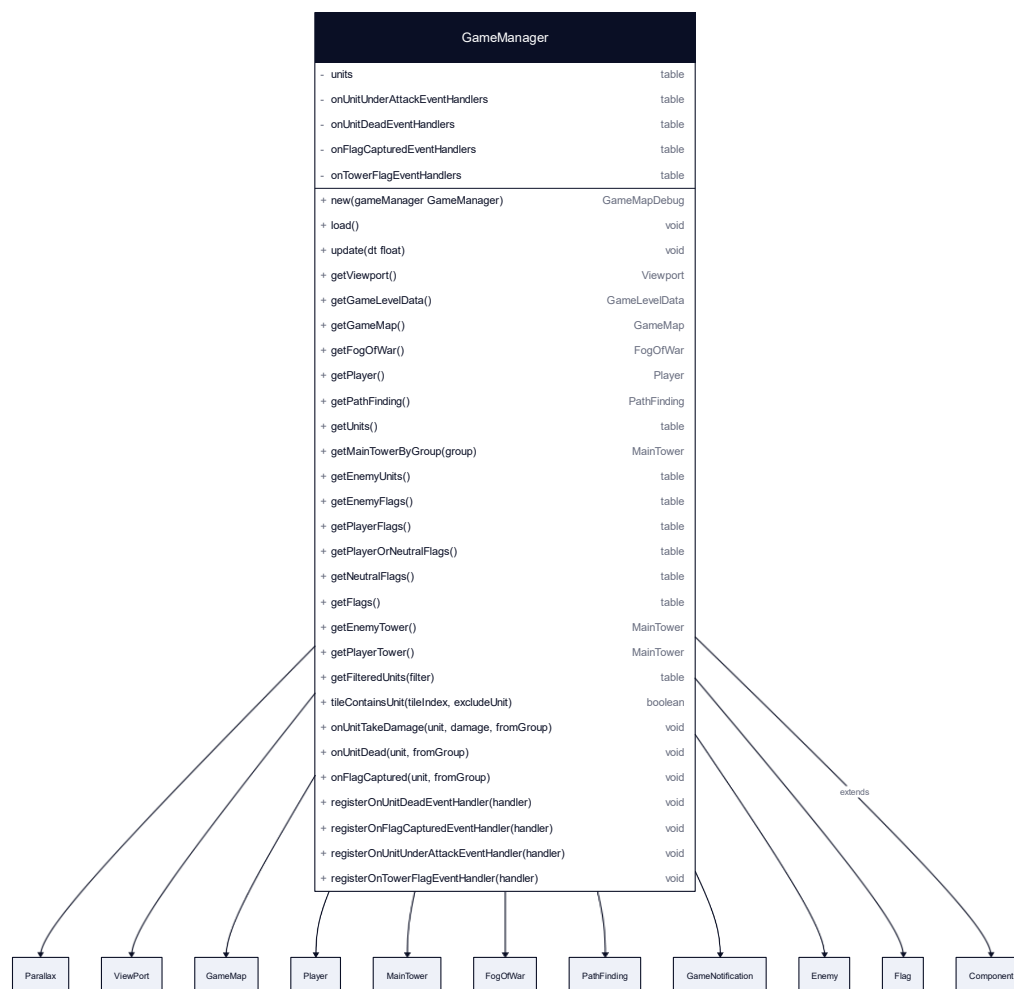 GameManager
- units table
- onUnitUnderAttackEventHandlers table
- onUnitDeadEventHandlers table
- onFlagCapturedEventHandlers table
- onTowerFlagEventHandlers table
+ new(gameManager GameManager) GameMapDebug
+ load() void
+ update(dt float) void
+ getViewport() Viewport
+ getGameLevelData() GameLevelData
+ getGameMap() GameMap
+ getFogOfWar() FogOfWar
+ getPlayer() Player
+ getPathFinding() PathFinding
+ getUnits() table
+ getMainTowerByGroup(group) MainTower
+ getEnemyUnits() table
+ getEnemyFlags() table
+ getPlayerFlags() table
+ getPlayerOrNeutralFlags() table
+ getNeutralFlags() table
+ getFlags() table
+ getEnemyTower() MainTower
+ getPlayerTower() MainTower
+ getFilteredUnits(filter) table
+ tileContainsUnit(tileIndex, excludeUnit) boolean
+ onUnitTakeDamage(unit, damage, fromGroup) void
+ onUnitDead(unit, fromGroup) void
+ onFlagCaptured(unit, fromGroup) void
extends
+ registerOnUnitDeadEventHandler(handler) void
+ registerOnFlagCapturedEventHandler(handler) void
+ registerOnUnitUnderAttackEventHandler(handler) void
+ registerOnTowerFlagEventHandler(handler) void
Parallax ViewPort GameMap Player MainTower FogOfWar PathFinding GameNotification Enemy Flag Component